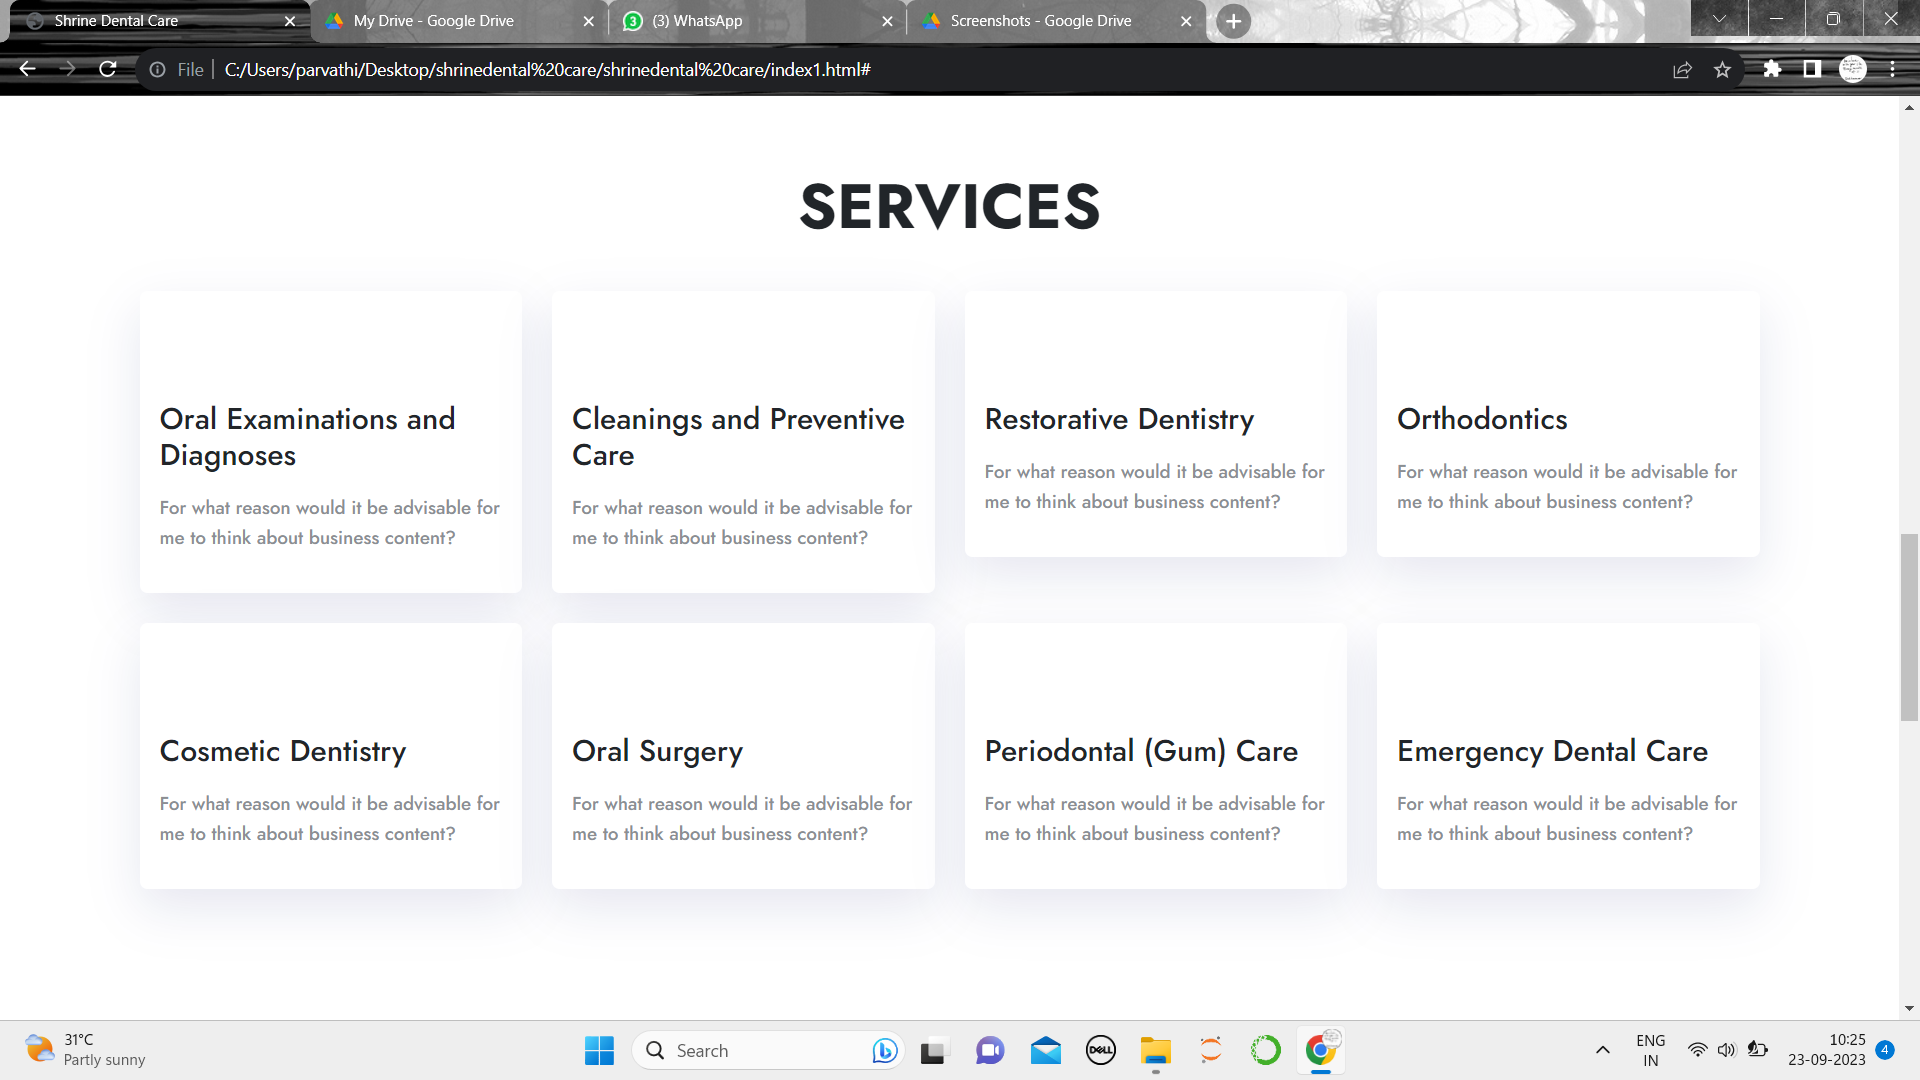 Shrine Dental Care
My Drive - Google Drive
3
(3) WhatsApp
Screenshots - Google Drive
File
C:/Users/parvathi/Desktop/shrinedental%20care/shrinedental%20care/index1.html#
SERVICES
Oral Examinations and
Diagnoses
For what reason would it be advisable for
me to think about business content?
Cleanings and Preventive
Care
For what reason would it be advisable for
me to think about business content?
Restorative Dentistry
For what reason would it be advisable for
me to think about business content?
Orthodontics
For what reason would it be advisable for
me to think about business content?
Cosmetic Dentistry
For what reason would it be advisable for
me to think about business content?
Oral Surgery
For what reason would it be advisable for
me to think about business content?
Periodontal (Gum) Care
For what reason would it be advisable for
me to think about business content?
Emergency Dental Care
For what reason would it be advisable for
me to think about business content?
31°C
Partly sunny
Search
DELL
ENG
IN
10:25
23-09-2023
4